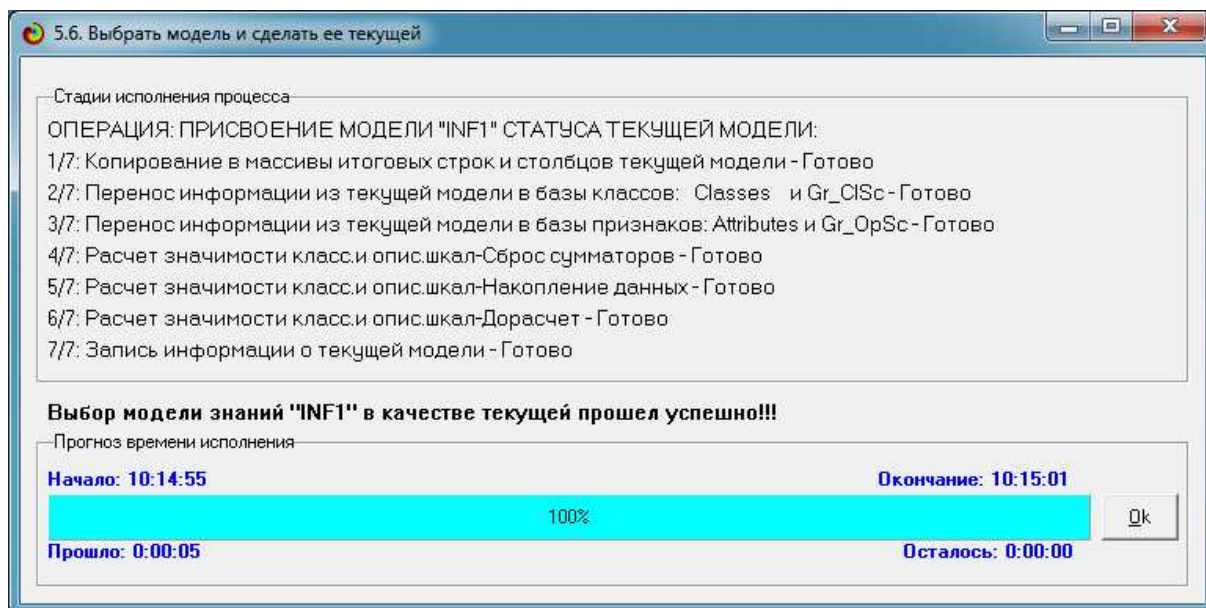 5.6. Выбрать модель и сделать ее текущей
Стадии исполнения процесса
ОПЕРАЦИЯ: ПРИСВОЕНИЕ МОДЕЛИ "INF1" СТАТУСА ТЕКУЩЕЙ МОДЕЛИ:
1/7: Копирование в массивы итоговых строк и столбцов текущей модели - Готово
2/7: Перенос информации из текущей модели в базы классов: Classes и Gr_ClSc - Готово
3/7: Перенос информации из текущей модели в базы признаков: Attributes и Gr_OpSc - Готово
4/7: Расчет значимости класс.и опис.шкал-Сброс сумматоров - Готово
5/7: Расчет значимости класс.и опис.шкал-Накопление данных - Готово
6/7: Расчет значимости класс.и опис.шкал-Дорасчет - Готово
7/7: Запись информации о текущей модели - Готово
Выбор модели знаний "INF1" в качестве текущей прошел успешно!!!
Прогноз времени исполнения
Начало: 10:14:55 Окончание: 10:15:01
100% Ok
Прошло: 0:00:05 Осталось: 0:00:00